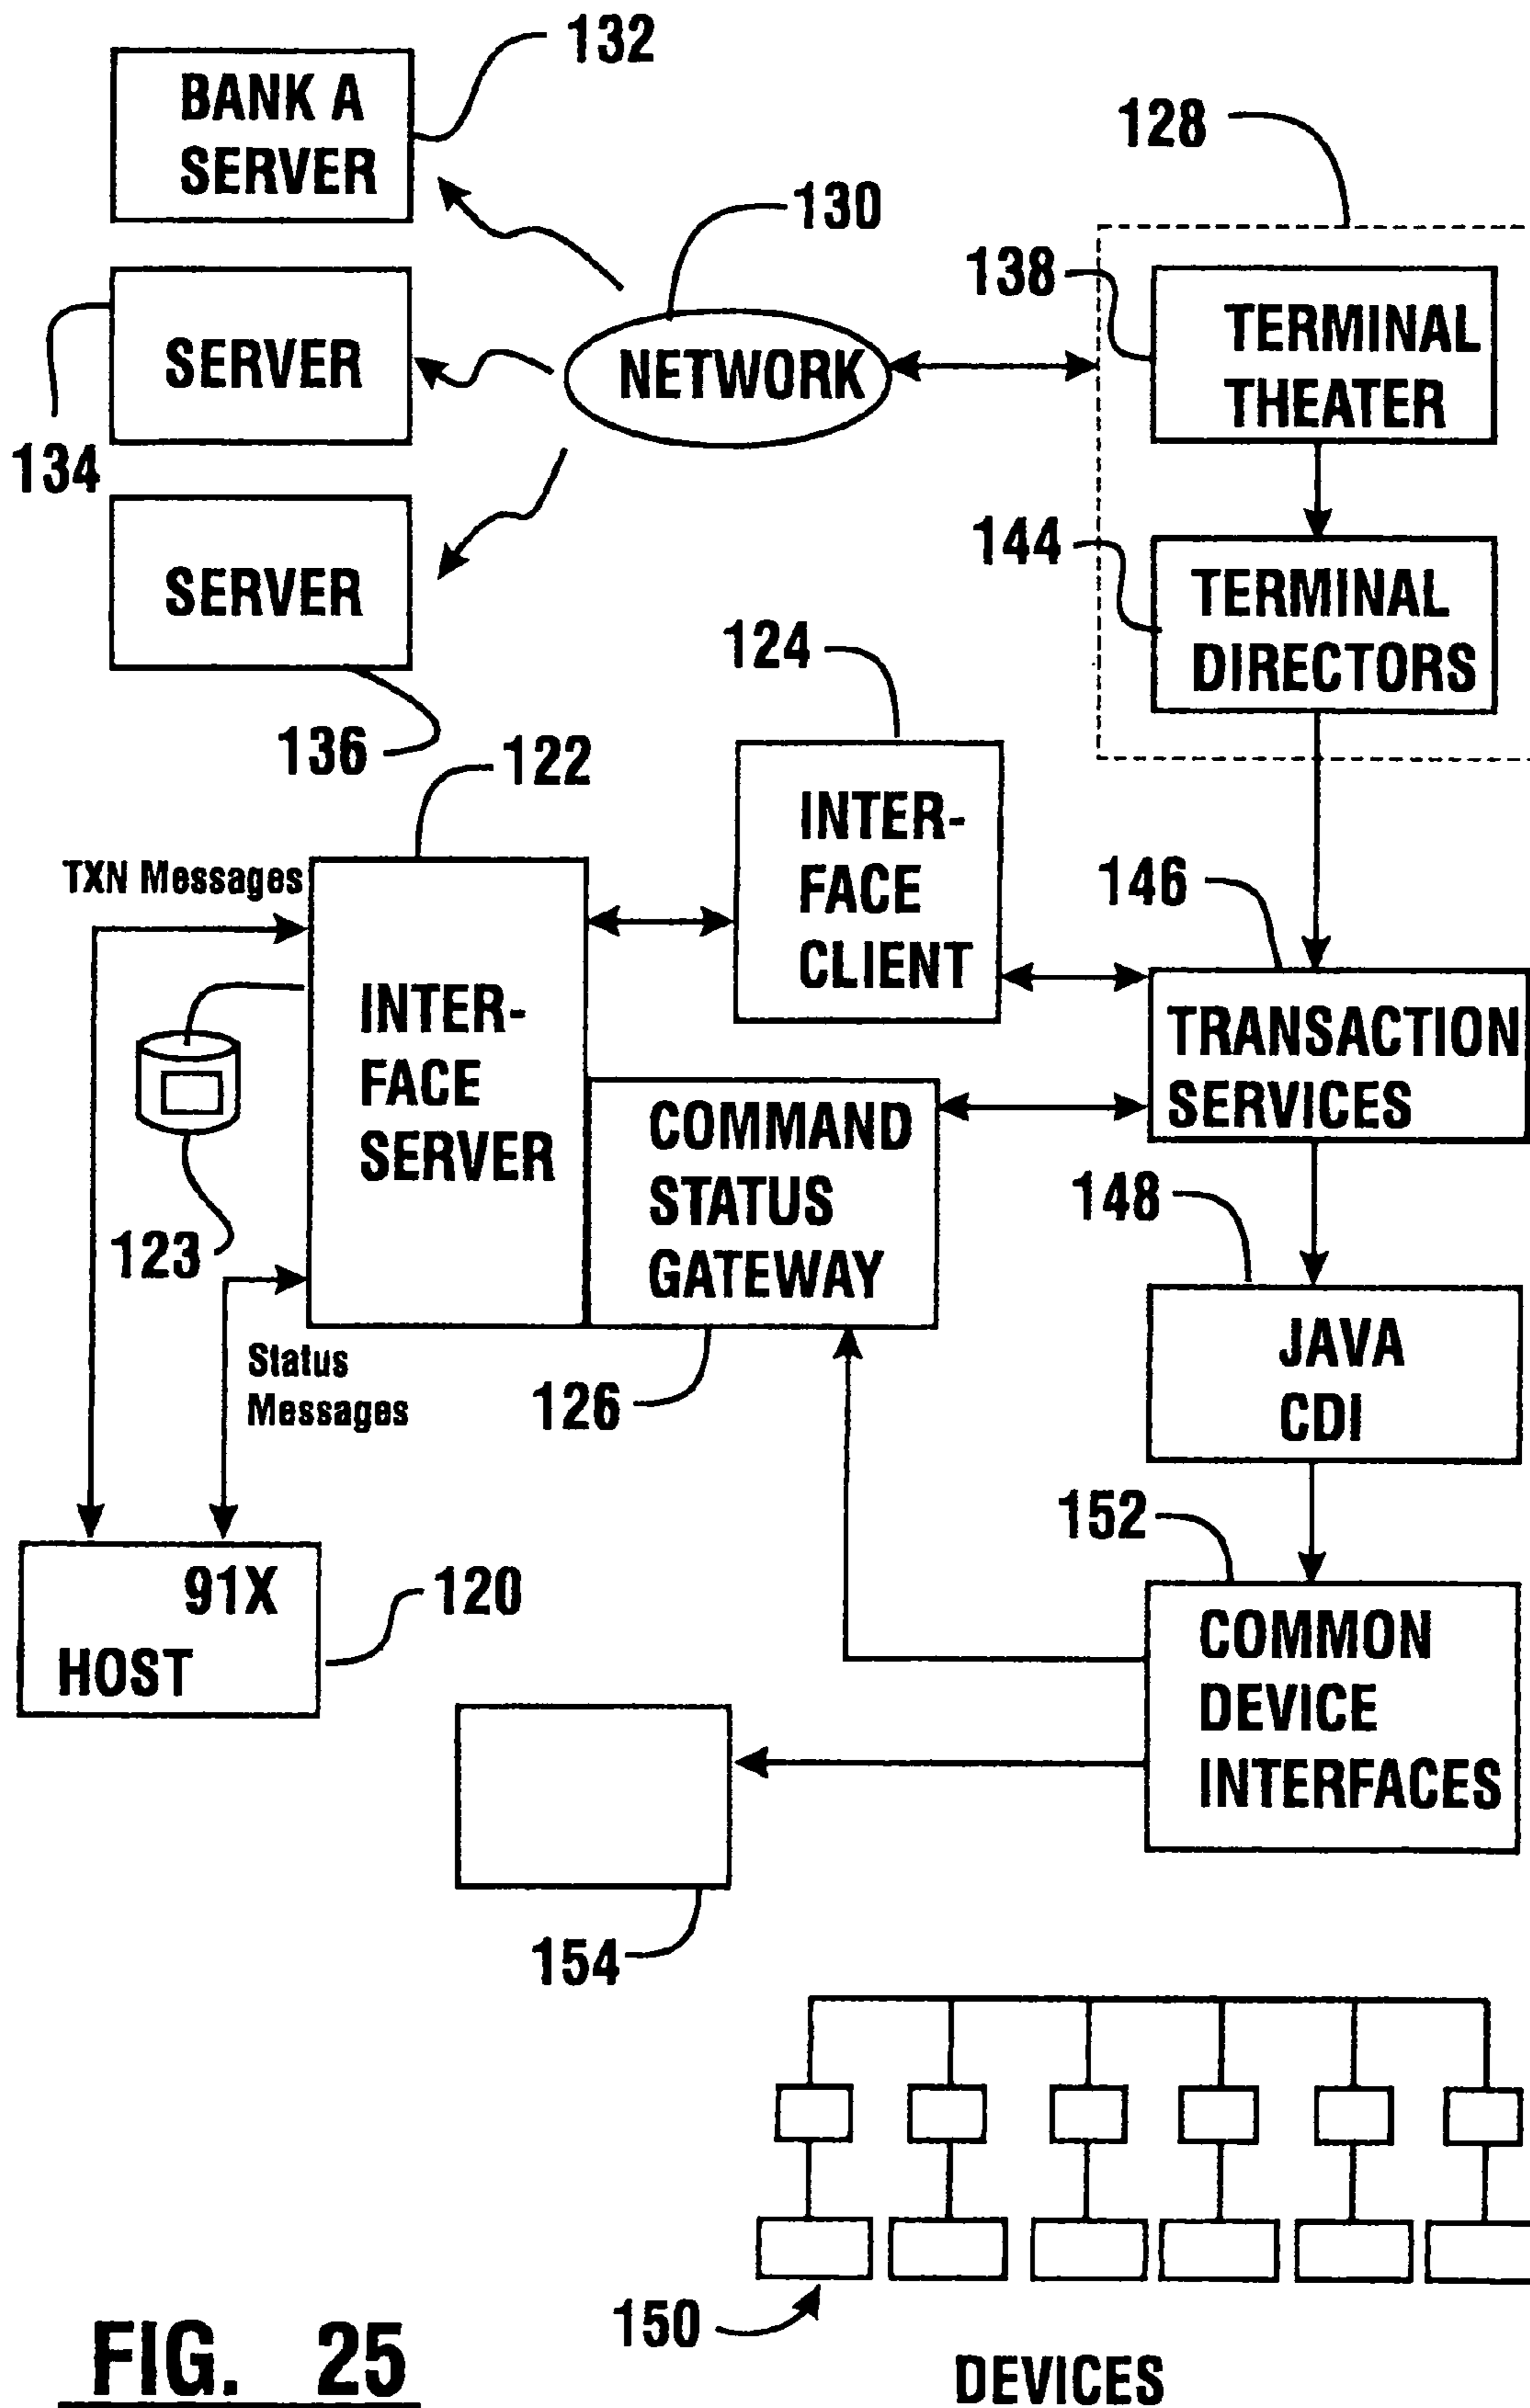 132
BANK A
SERVER
128
130
138
TERMINAL
THEATER
SERVER
NETWORK
134
144
TERMINAL
DIRECTORS
SERVER
124
136
122
INTER-
FACE
CLIENT
TXN Messages
146
INTER-
FACE
SERVER
TRANSACTION
SERVICES
COMMAND
STATUS
GATEWAY
148
123
JAVA
CDI
Status
Messages
126
152
91X
HOST
120
COMMON
DEVICE
INTERFACES
154
150
DEVICES
FIG. 25